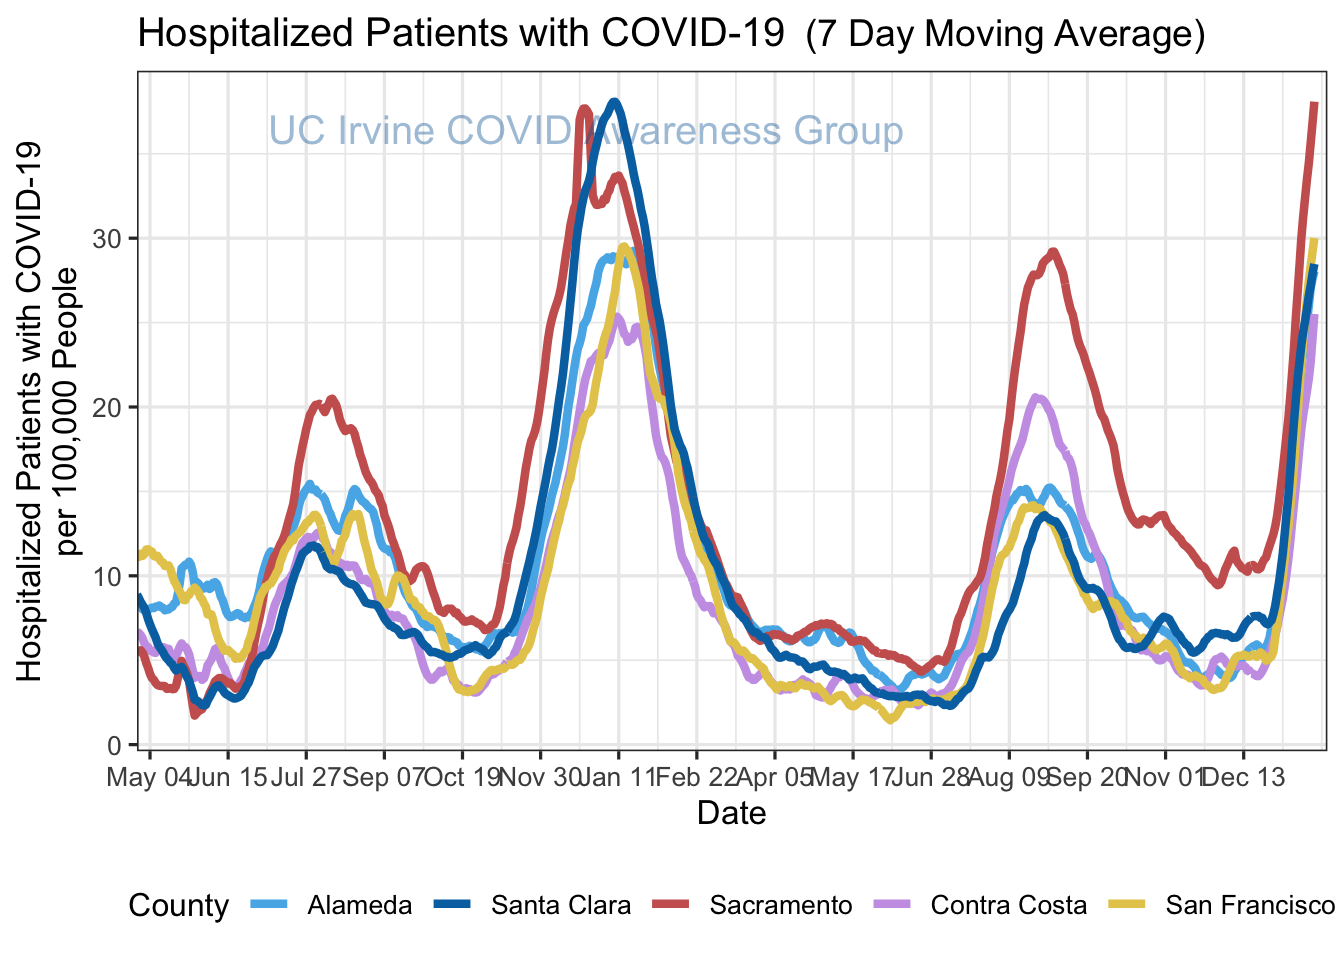 Hospitalized Patients with COVID-19 (7 Day Moving Average)
UC Irvine COVID Awareness Group
Hospitalized Patients with COVID-19
per 100,000 People
30
20
10
0
May 04 Jun 15 Jul 27 Sep 07 Oct 19 Nov 30 Jan 11 Feb 22 Apr 05 May 17 Jun 28 Aug 09 Sep 20 Nov 01 Dec 13
Date
County Alameda Santa Clara Sacramento Contra Costa San Francisco